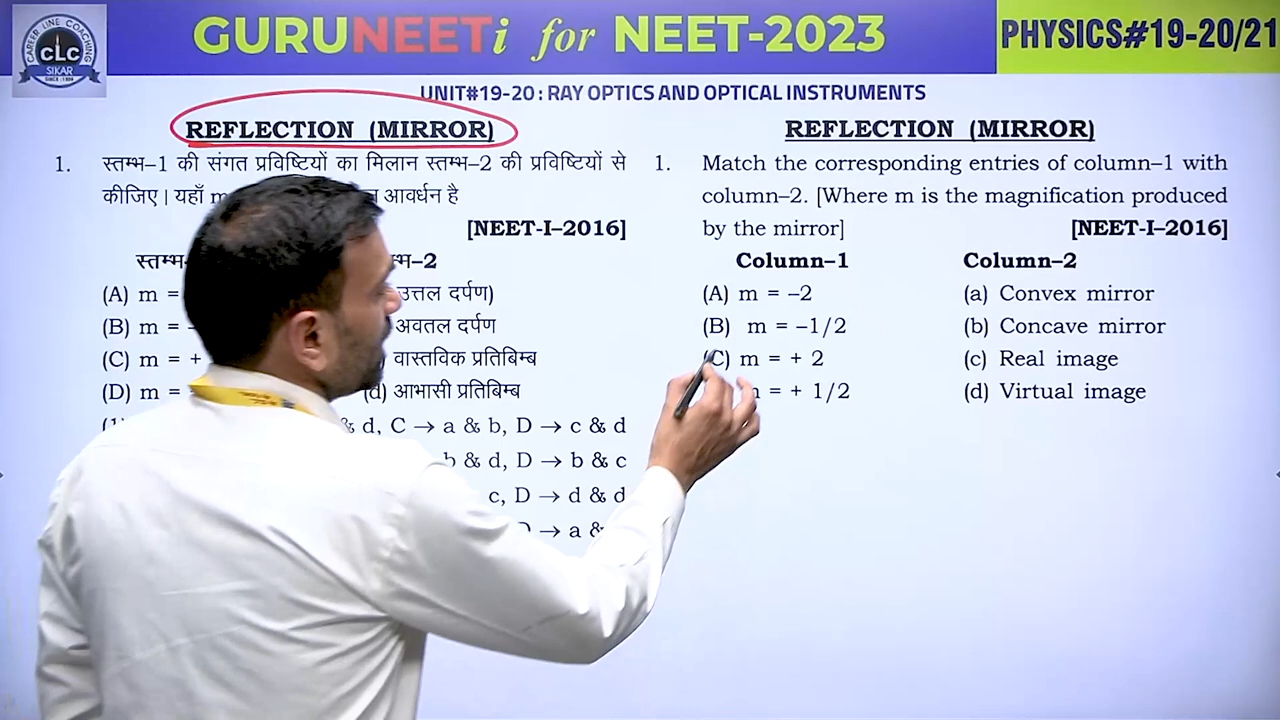 CAREER LINE COACHING
CLC
SIKAR
SINCE : 1996
GURUNEETi for NEET-2023
PHYSICS#19-20/21
UNIT#19-20 : RAY OPTICS AND OPTICAL INSTRUMENTS
REFLECTION (MIRROR)
1. स्तम्भ–1 की संगत प्रविष्टियों का मिलान स्तम्भ–2 की प्रविष्टियों से
कीजिए। यहाँ m आवर्धन है
[NEET-I–2016]
(A) m = उत्तल दर्पण)
(B) m = - अवतल दर्पण
(C) m = + वास्तविक प्रतिबिम्ब
(D) m = (d) आभासी प्रतिबिम्ब
& d, C → a & b, D → c & d
b & d, D → b & c
c, D → d & d
→ a &
REFLECTION (MIRROR)
1. Match the corresponding entries of column–1 with
column–2. [Where m is the magnification produced
by the mirror] [NEET-I–2016]
Column–1 Column–2
(A) m = –2 (a) Convex mirror
(B) m = –1/2 (b) Concave mirror
(C) m = + 2 (c) Real image
= + 1/2 (d) Virtual image